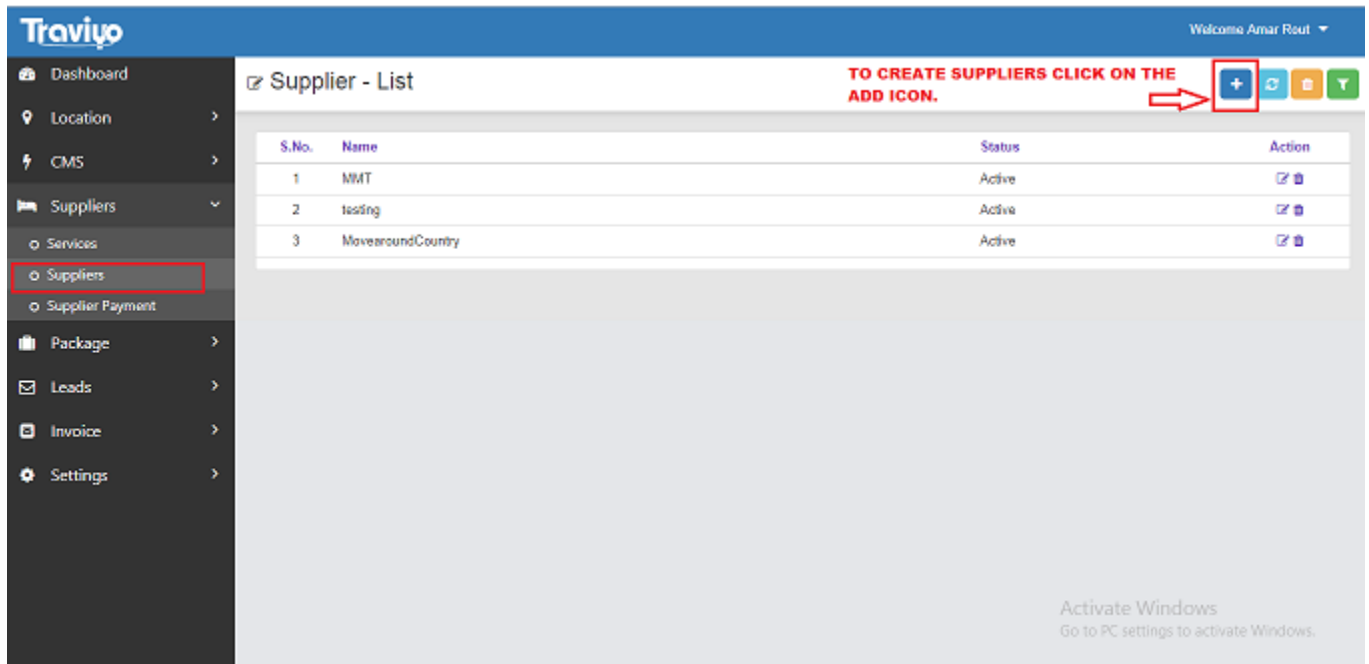 Traviyo
Welcome Amar Rout
Dashboard
Location
CMS
Suppliers
Services
Suppliers
Supplier Payment
Package
Leads
Invoice
Settings
Supplier - List
TO CREATE SUPPLIERS CLICK ON THE
ADD ICON.
S.No. Name Status Action
1 MMT Active
2 testing Active
3 MovearoundCountry Active
Activate Windows
Go to PC settings to activate Windows.